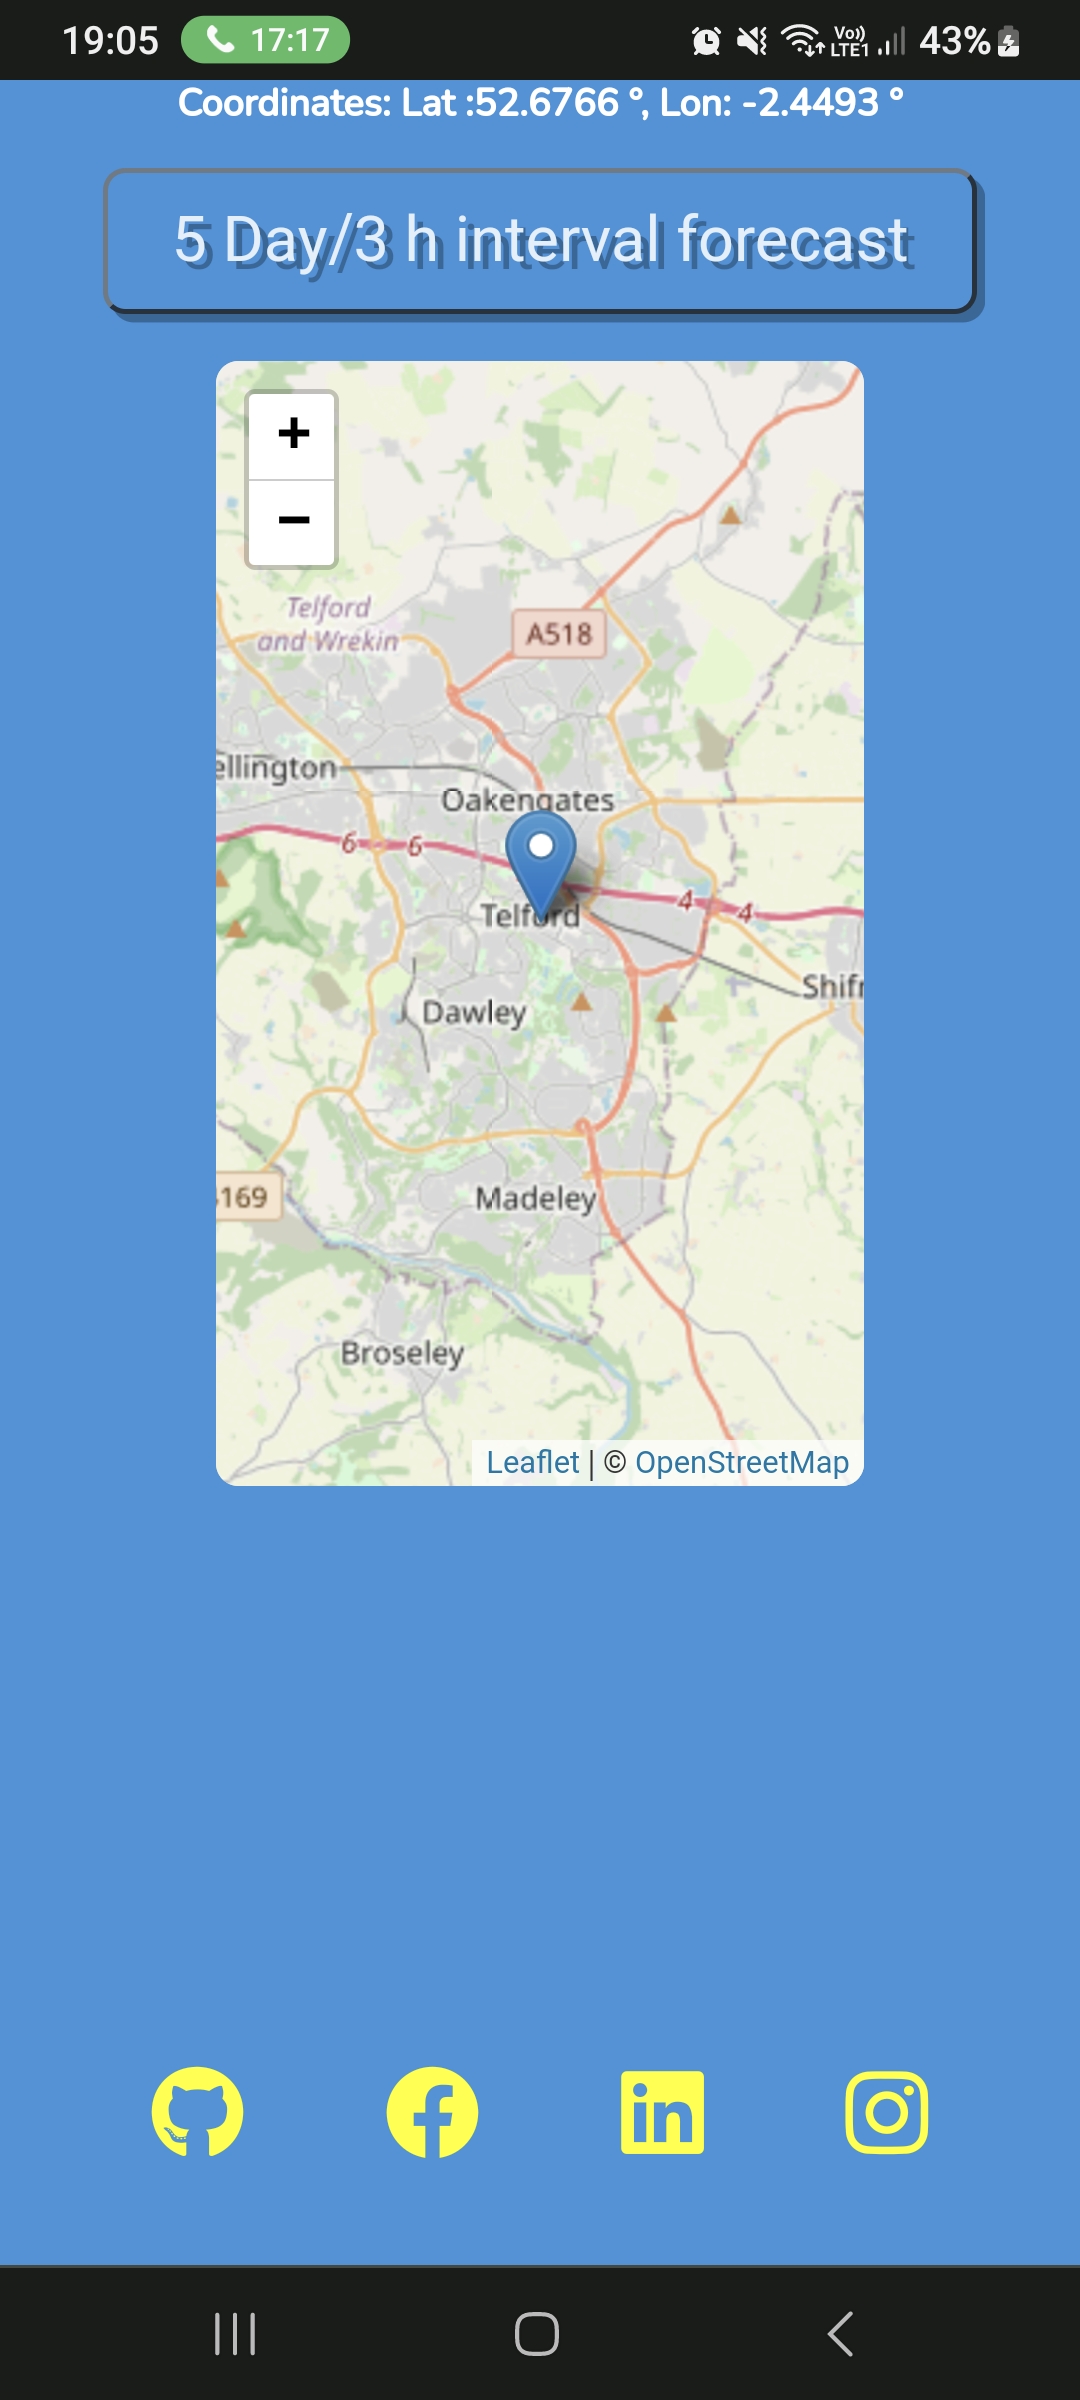 19:05 17:17 Vo)) LTE1 43%
Coordinates: Lat :52.6766 °, Lon: -2.4493 °
5 Day/3 h interval forecast
+
−
Telford
and Wrekin
A518
ellington
Oakengates
6 6
4 4
Telford
Shifr
Dawley
169
Madeley
Broseley
Leaflet | © OpenStreetMap
in